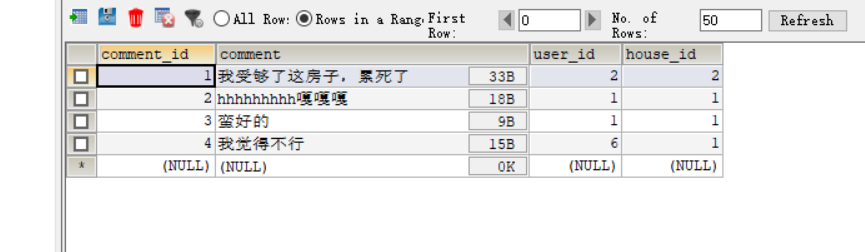 All Row: Rows in a Rang First Row: 0 No. of Rows: 50 Refresh
comment_id comment user_id house_id
1 我受够了这房子，累死了 33B 2 2
2 hhhhhhhhh嘎嘎嘎 18B 1 1
3 蛮好的 9B 1 1
4 我觉得不行 15B 6 1
* (NULL) (NULL) 0K (NULL) (NULL)